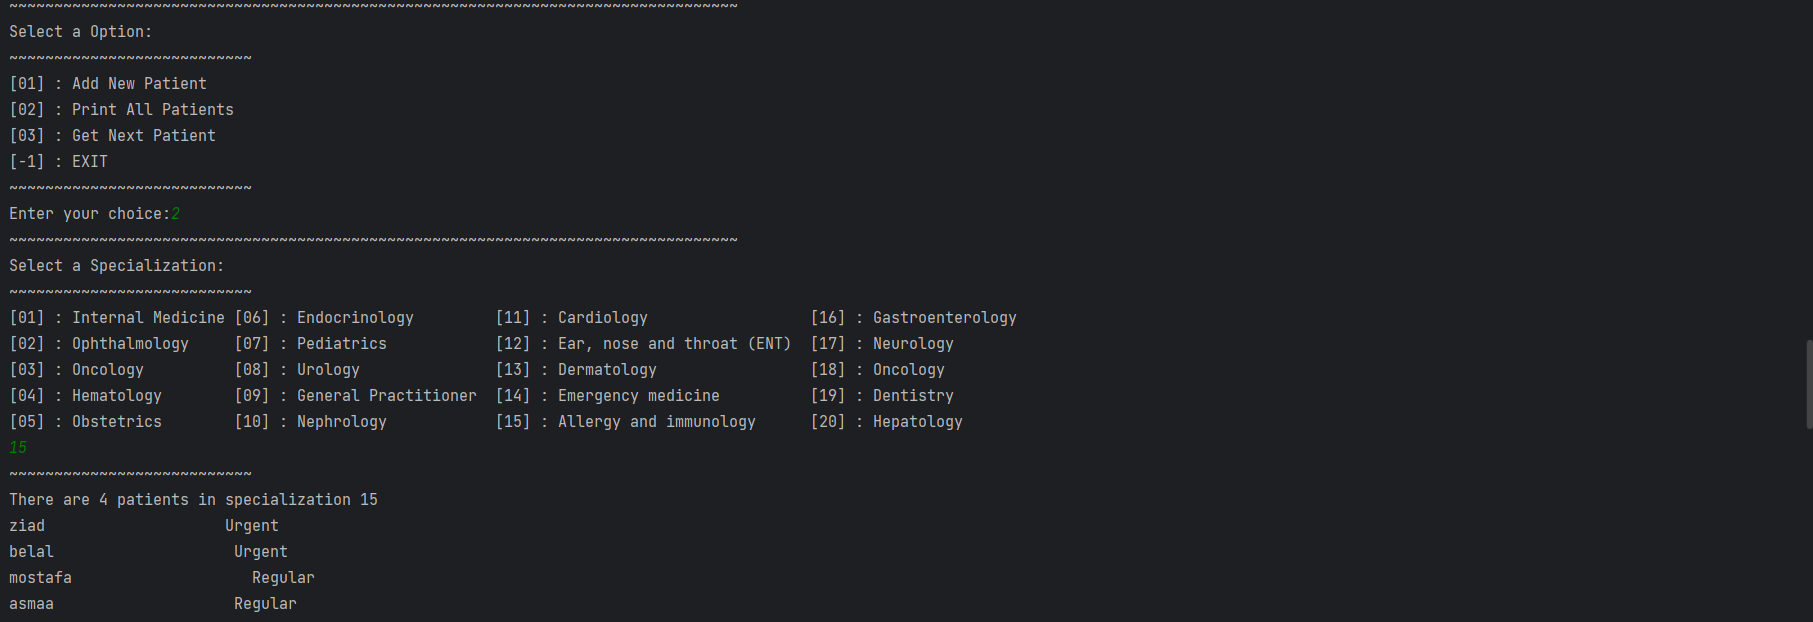 ~~~~~~~~~~~~~~~~~~~~~~~~~~~~~~~~~~~~~~~~~~~~~~~~~~~~~~~~~~~~~~~~~~~~~~~~~~~~~~~~~
Select a Option:
~~~~~~~~~~~~~~~~~~~~~~~~~~~
[01] : Add New Patient
[02] : Print All Patients
[03] : Get Next Patient
[-1] : EXIT
~~~~~~~~~~~~~~~~~~~~~~~~~~~
Enter your choice:2
~~~~~~~~~~~~~~~~~~~~~~~~~~~~~~~~~~~~~~~~~~~~~~~~~~~~~~~~~~~~~~~~~~~~~~~~~~~~~~~~~
Select a Specialization:
~~~~~~~~~~~~~~~~~~~~~~~~~~~
[01] : Internal Medicine [06] : Endocrinology         [11] : Cardiology                  [16] : Gastroenterology
[02] : Ophthalmology     [07] : Pediatrics            [12] : Ear, nose and throat (ENT)  [17] : Neurology
[03] : Oncology          [08] : Urology               [13] : Dermatology                 [18] : Oncology
[04] : Hematology        [09] : General Practitioner  [14] : Emergency medicine          [19] : Dentistry
[05] : Obstetrics        [10] : Nephrology            [15] : Allergy and immunology      [20] : Hepatology
15
~~~~~~~~~~~~~~~~~~~~~~~~~~~
There are 4 patients in specialization 15
ziad                    Urgent
belal                    Urgent
mostafa                    Regular
asmaa                    Regular